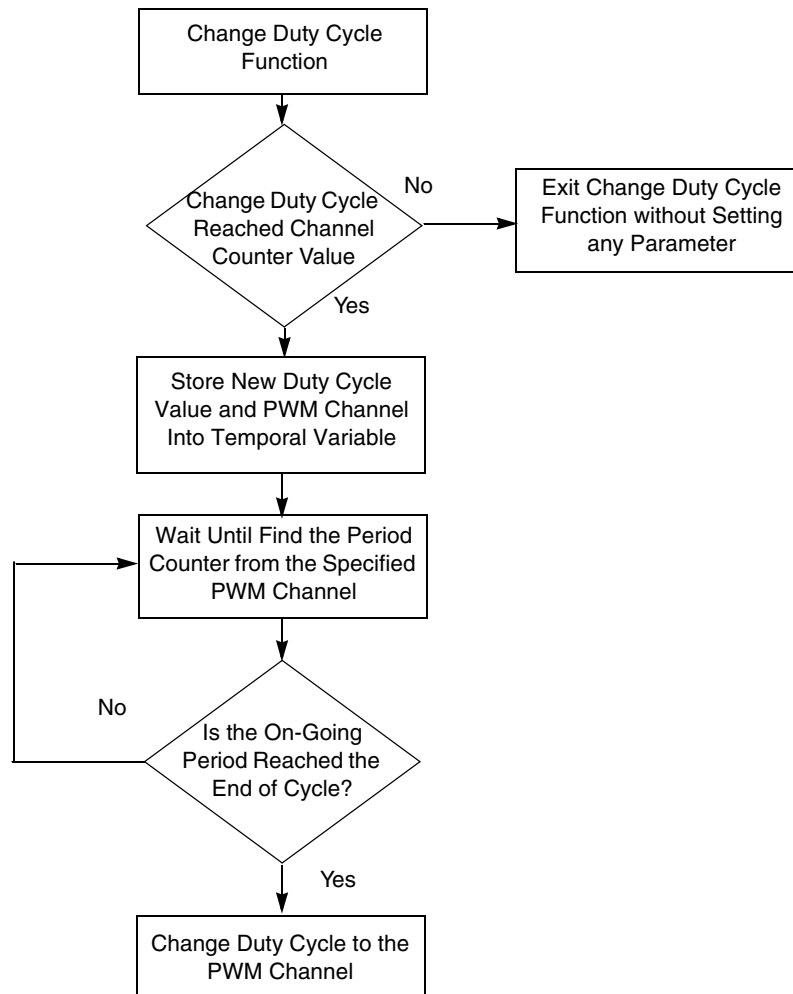 Change Duty Cycle
Function
Change Duty Cycle
Reached Channel
Counter Value
No
Exit Change Duty Cycle
Function without Setting
any Parameter
Yes
Store New Duty Cycle
Value and PWM Channel
Into Temporal Variable
Wait Until Find the Period
Counter from the Specified
PWM Channel
No
Is the On-Going
Period Reached the
End of Cycle?
Yes
Change Duty Cycle to the
PWM Channel